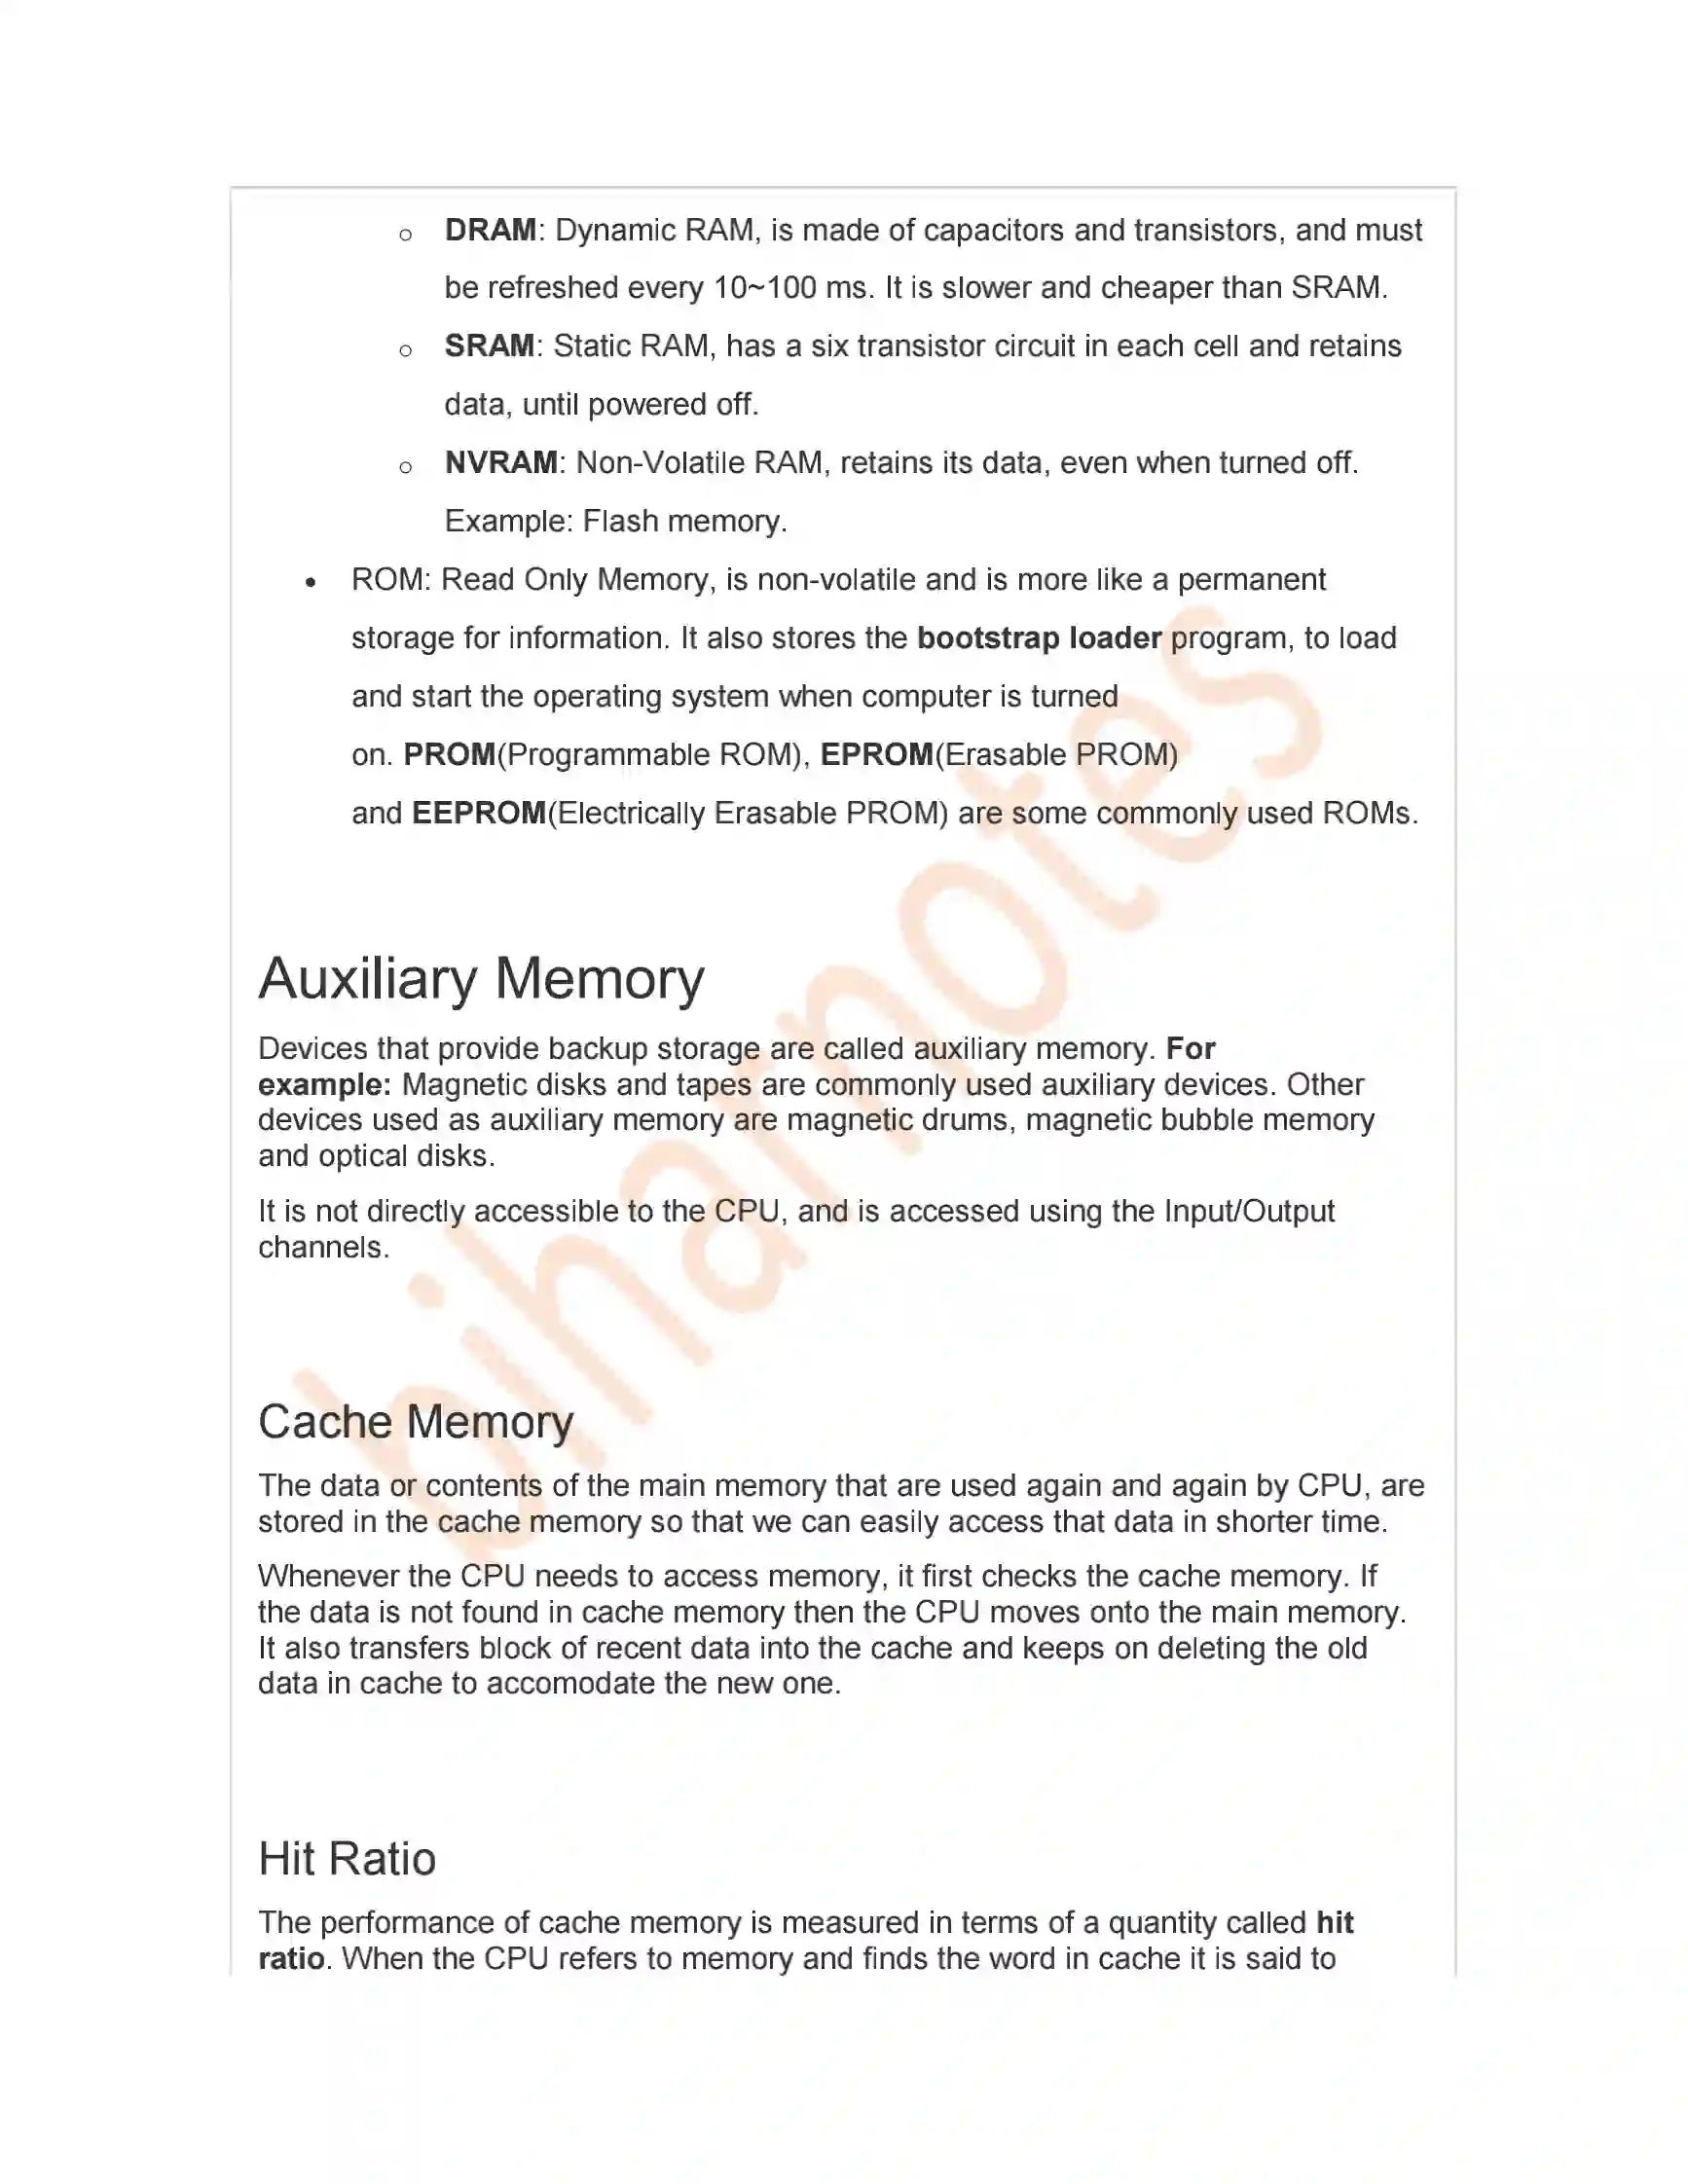 DRAM: Dynamic RAM, is made of capacitors and transistors, and must
be refreshed every 10~100 ms. It is slower and cheaper than SRAM.
SRAM: Static RAM, has a six transistor circuit in each cell and retains
data, until powered off.
NVRAM: Non-Volatile RAM, retains its data, even when turned off.
Example: Flash memory.
ROM: Read Only Memory, is non-volatile and is more like a permanent
storage for information. It also stores the bootstrap loader program, to load
and start the operating system when computer is turned
on. PROM(Programmable ROM), EPROM(Erasable PROM)
and EEPROM(Electrically Erasable PROM) are some commonly used ROMs.
Auxiliary Memory
Devices that provide backup storage are called auxiliary memory. For
example: Magnetic disks and tapes are commonly used auxiliary devices. Other
devices used as auxiliary memory are magnetic drums, magnetic bubble memory
and optical disks.
It is not directly accessible to the CPU, and is accessed using the Input/Output
channels.
Cache Memory
The data or contents of the main memory that are used again and again by CPU, are
stored in the cache memory so that we can easily access that data in shorter time.
Whenever the CPU needs to access memory, it first checks the cache memory. If
the data is not found in cache memory then the CPU moves onto the main memory.
It also transfers block of recent data into the cache and keeps on deleting the old
data in cache to accomodate the new one.
Hit Ratio
The performance of cache memory is measured in terms of a quantity called hit
ratio. When the CPU refers to memory and finds the word in cache it is said to
biharnotes